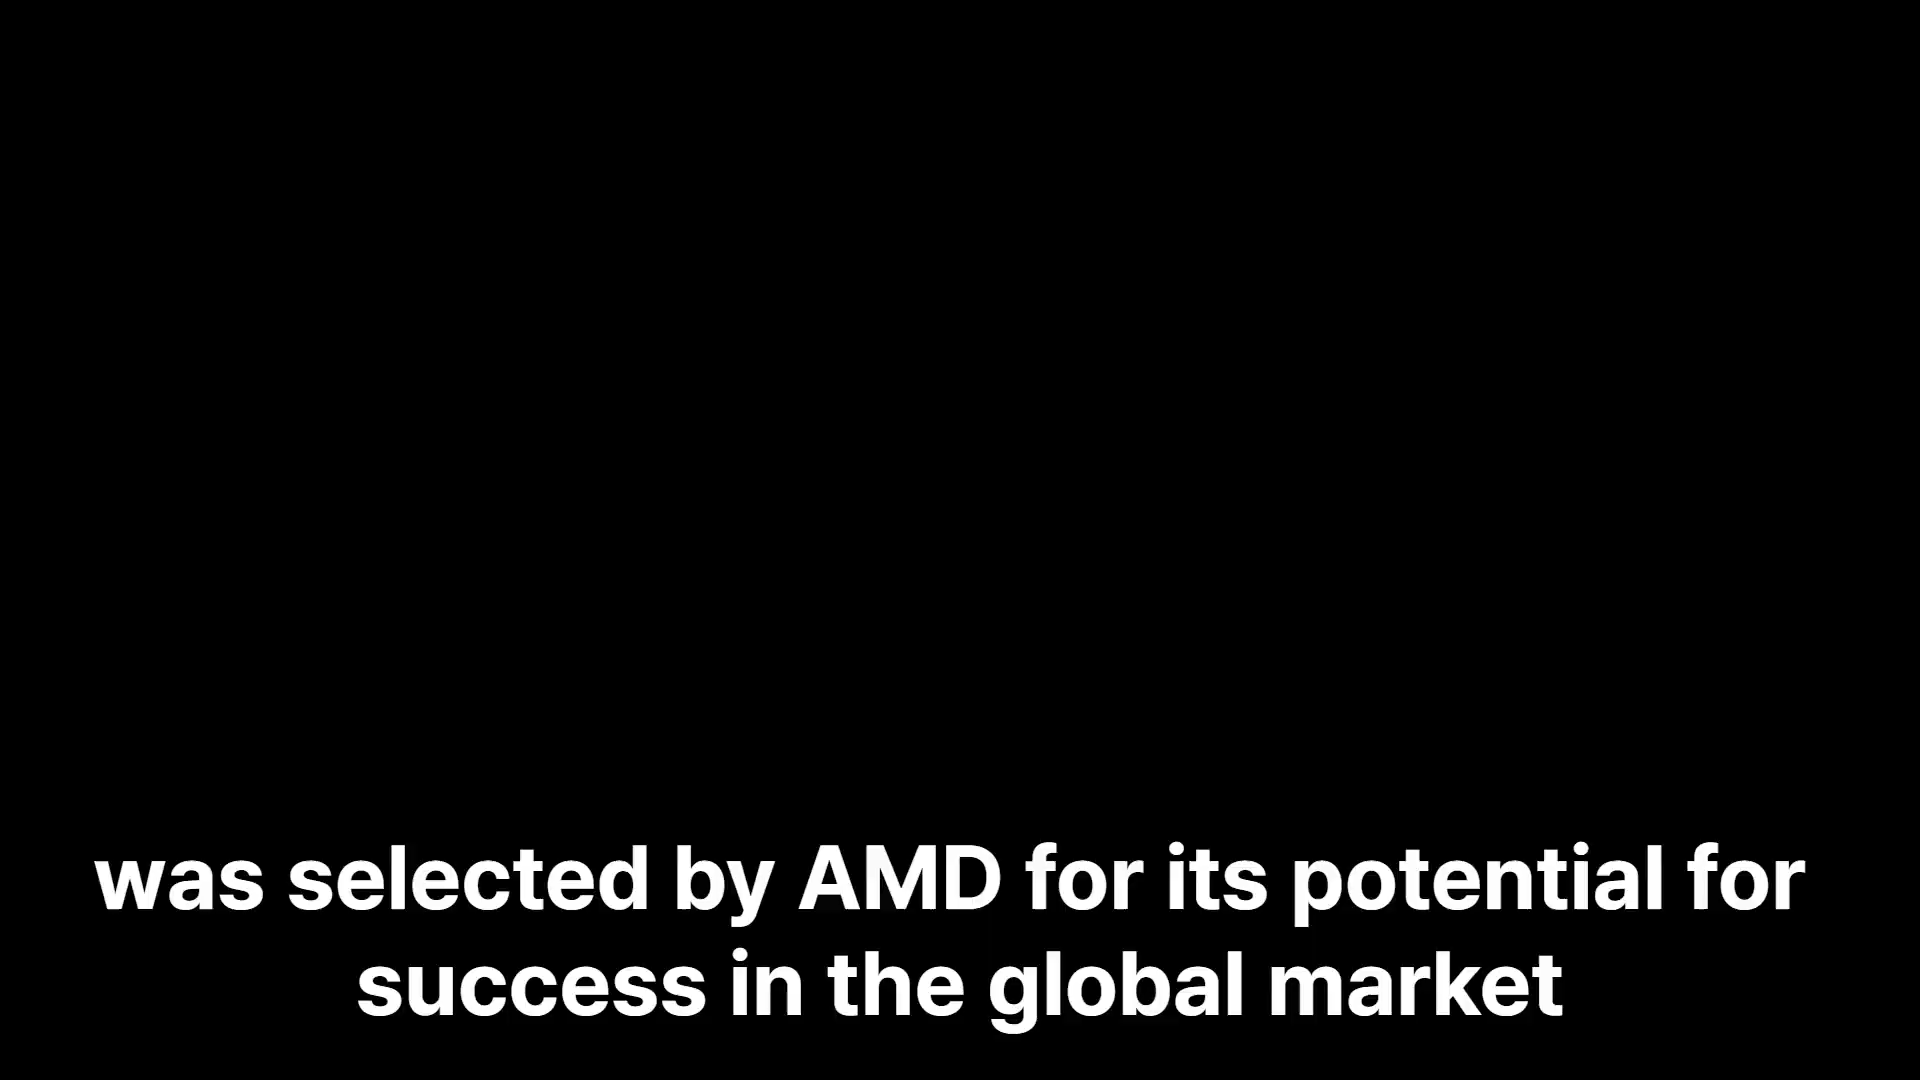 was selected by AMD for its potential for
success in the global market